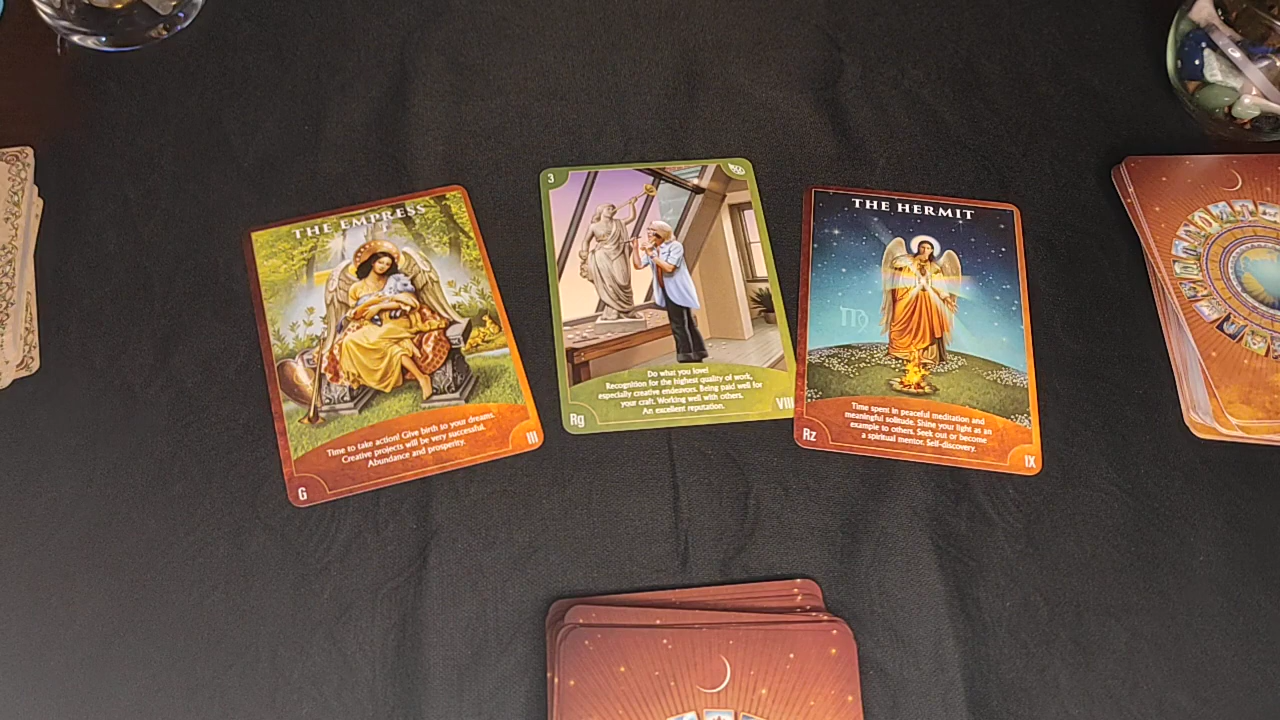 THE EMPRESS
Time to take action! Give birth to your dreams.
Creative projects will be very successful.
Abundance and prosperity.
G
III
3
Do what you love!
Recognition for the highest quality of work,
especially creative endeavors. Being paid well for
your craft. Working well with others.
An excellent reputation.
Rg
VIII
THE HERMIT
Time spent in peaceful meditation and
meaningful solitude. Shine your light as an
example to others. Seek out or become
a spiritual mentor. Self-discovery.
Rz
IX